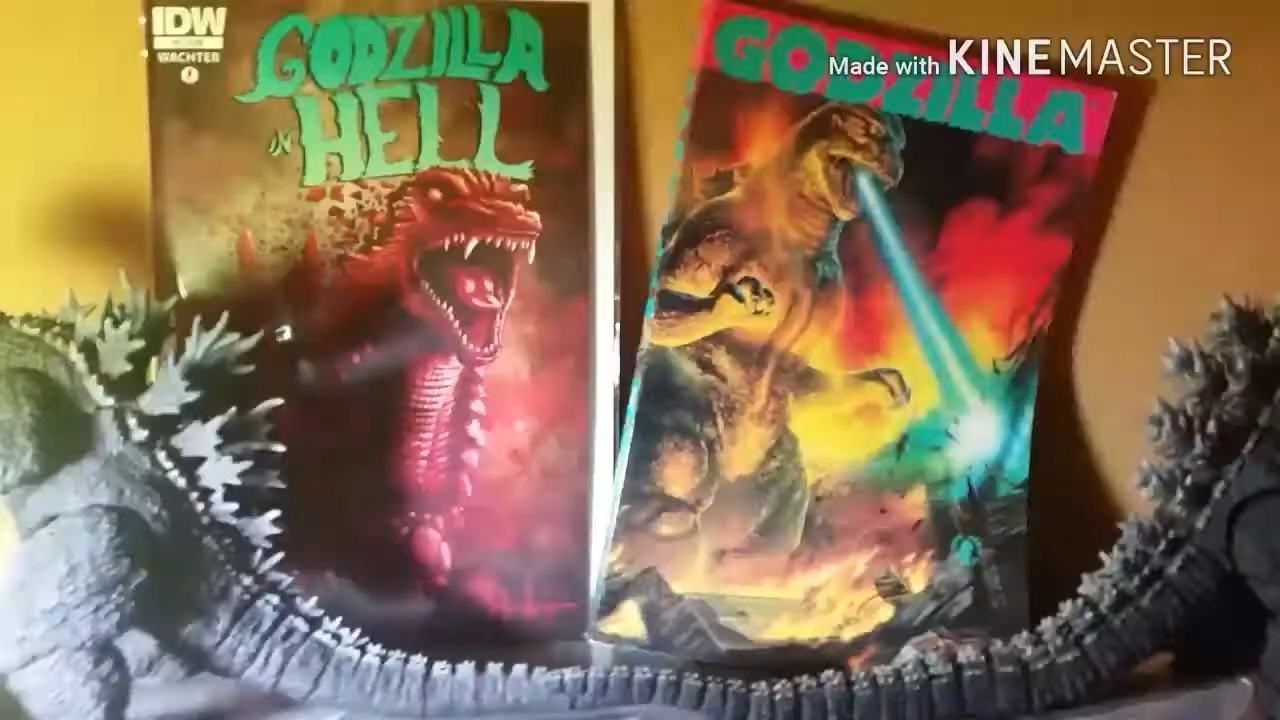 IDW
WACHTER
GODZILLA
IN
HELL
GODZILLA
Made with KINEMASTER